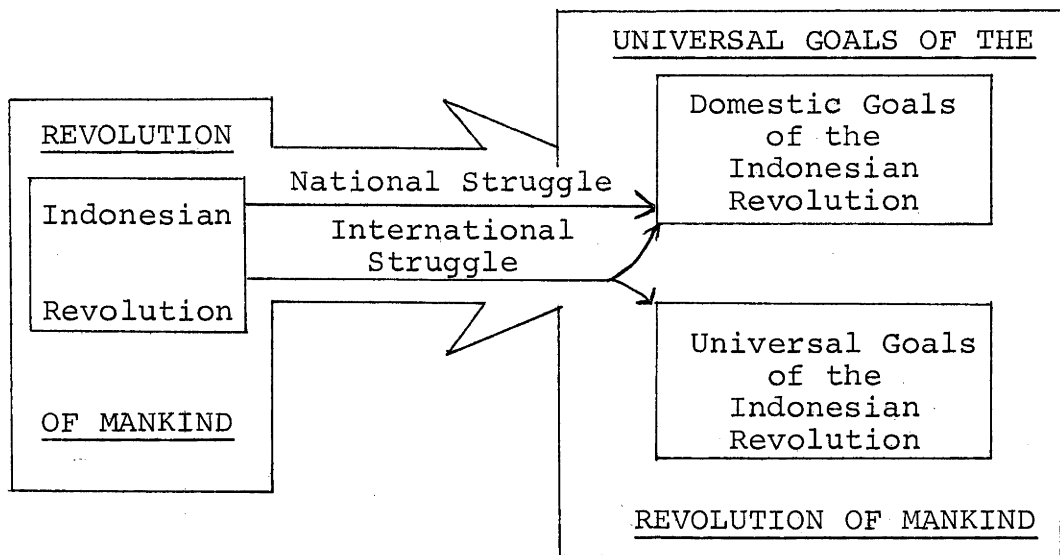 UNIVERSAL GOALS OF THE
REVOLUTION
Indonesian
Revolution
OF MANKIND
National Struggle
International
Struggle
Domestic Goals
of the
Indonesian
Revolution
Universal Goals
of the
Indonesian
Revolution
REVOLUTION OF MANKIND